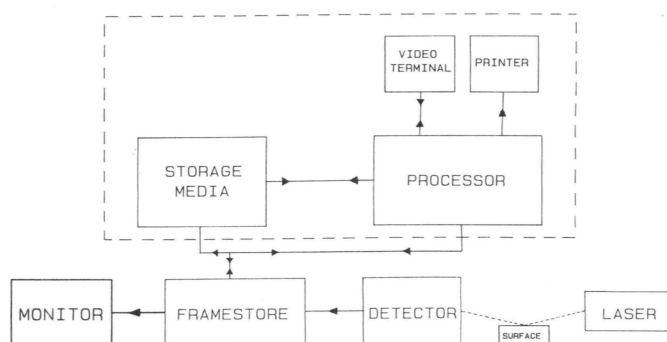 VIDEO
TERMINAL
PRINTER
STORAGE
MEDIA
PROCESSOR
MONITOR
FRAMESTORE
DETECTOR
LASER
SURFACE